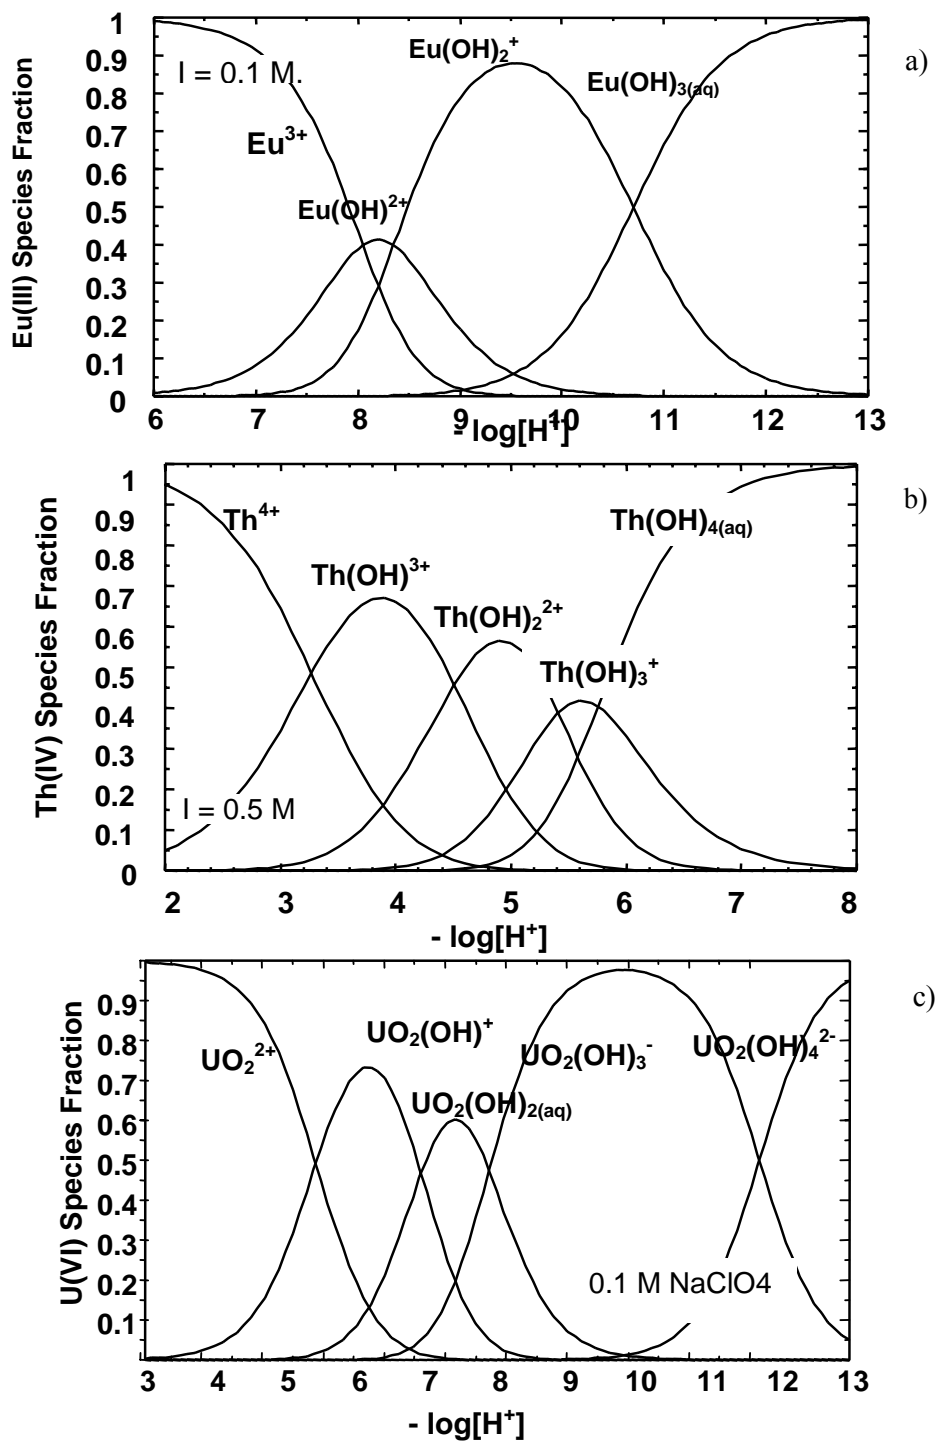 a)
Eu(III) Species Fraction
1
0.9
0.8
0.7
0.6
0.5
0.4
0.3
0.2
0.1
0
I = 0.1 M.
Eu³⁺
Eu(OH)²⁺
Eu(OH)₂⁺
Eu(OH)₃₍aq₎
6 7 8 9 10 11 12 13
- log[H⁺]
b)
Th(IV) Species Fraction
1
0.9
0.8
0.7
0.6
0.5
0.4
0.3
0.2
0.1
0
Th⁴⁺
Th(OH)³⁺
Th(OH)₂²⁺
Th(OH)₃⁺
Th(OH)₄₍aq₎
I = 0.5 M
2 3 4 5 6 7 8
- log[H⁺]
c)
U(VI) Species Fraction
0.9
0.8
0.7
0.6
0.5
0.4
0.3
0.2
0.1
UO₂²⁺
UO₂(OH)⁺
UO₂(OH)₂₍aq₎
UO₂(OH)₃⁻
UO₂(OH)₄²⁻
0.1 M NaClO4
3 4 5 6 7 8 9 10 11 12 13
- log[H⁺]